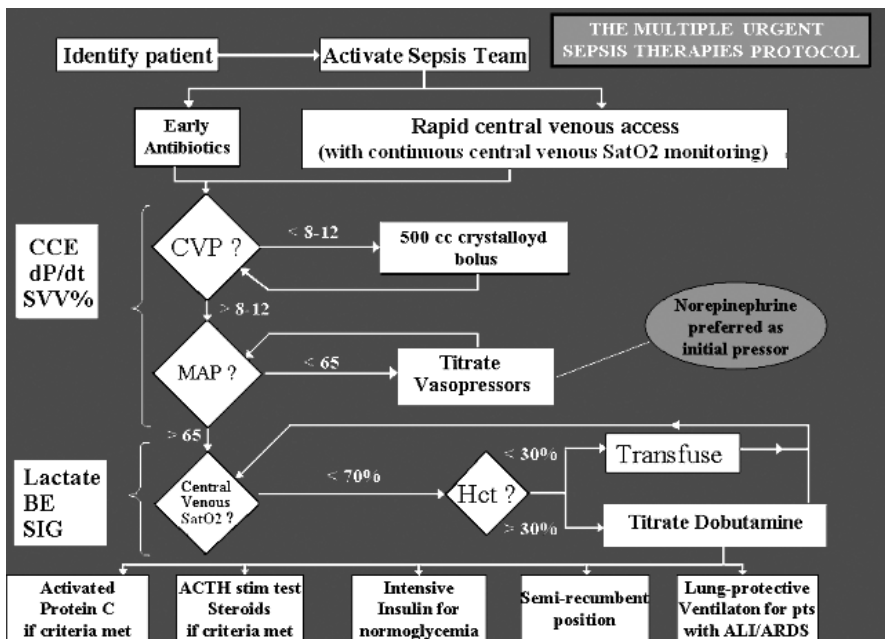 THE MULTIPLE URGENT
SEPSIS THERAPIES PROTOCOL
Identify patient
Activate Sepsis Team
Early
Antibiotics
Rapid central venous access
(with continuous central venous SatO2 monitoring)
CCE
dP/dt
SVV%
CVP ?
< 8-12
500 cc crystalloyd
bolus
> 8-12
Norepinephrine
preferred as
initial pressor
MAP ?
< 65
Titrate
Vasopressors
> 65
Lactate
BE
SIG
Central
Venous
SatO2 ?
< 70%
Hct ?
< 30%
Transfuse
> 30%
Titrate Dobutamine
Activated
Protein C
if criteria met
ACTH stim test
Steroids
if criteria met
Intensive
Insulin for
normoglycemia
Semi-recumbent
position
Lung-protective
Ventilaton for pts
with ALI/ARDS